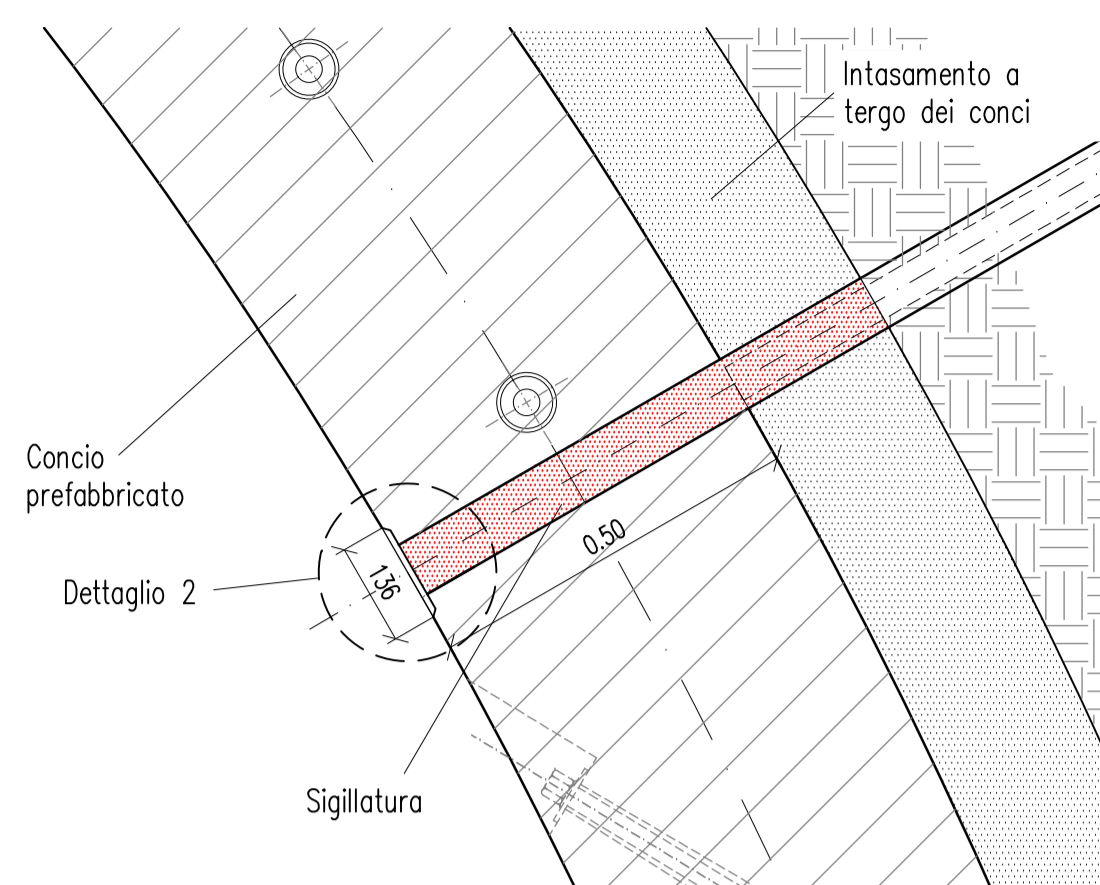 Intasamento a
tergo dei conci
Concio
prefabbricato
0.50
Dettaglio 2
136
Sigillatura